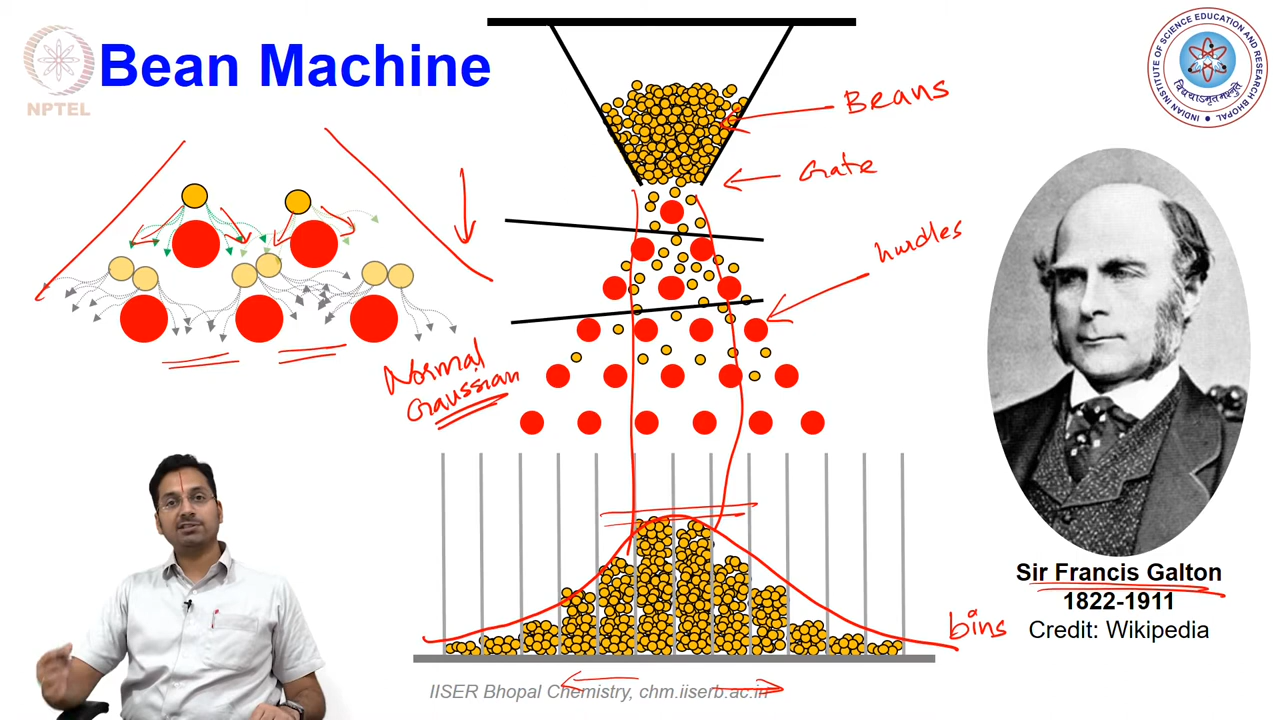 NPTEL
Bean Machine
Beans
Gate
hurdles
Normal
Gaussian
bins
INDIAN INSTITUTE OF SCIENCE EDUCATION AND RESEARCH BHOPAL
Sir Francis Galton
1822-1911
Credit: Wikipedia
IISER Bhopal Chemistry, chm.iiserb.ac.in